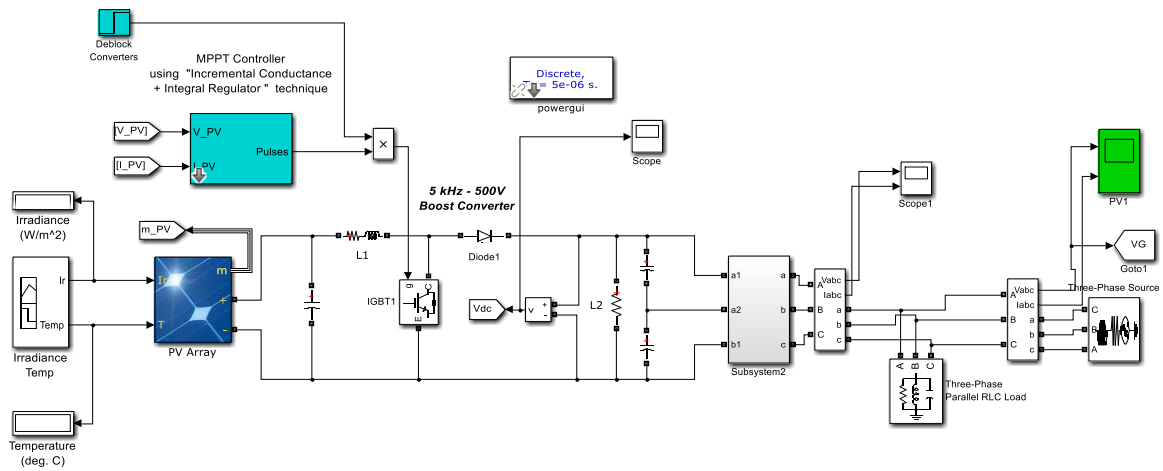 Deblock
Converters
MPPT Controller
using "Incremental Conductance
+ Integral Regulator " technique
[V_PV]
[I_PV]
V_PV
I_PV
Pulses
×
Discrete,
= 5e-06 s.
powergui
Scope
5 kHz - 500V
Boost Converter
Irradiance
(W/m^2)
m_PV
Ir
Temp
Irradiance
Temp
Ir
T
m
+
-
PV Array
L1
g
C
E
IGBT1
Diode1
Vdc
v
+
-
L2
a1
a2
b1
a
b
c
Subsystem2
Scope1
A
B
C
Vabc
Iabc
a
b
c
A
B
C
Three-Phase
Parallel RLC Load
PV1
VG
Goto1
A
B
C
Vabc
Iabc
a
b
c
Three-Phase Source
C
B
A
Temperature
(deg. C)